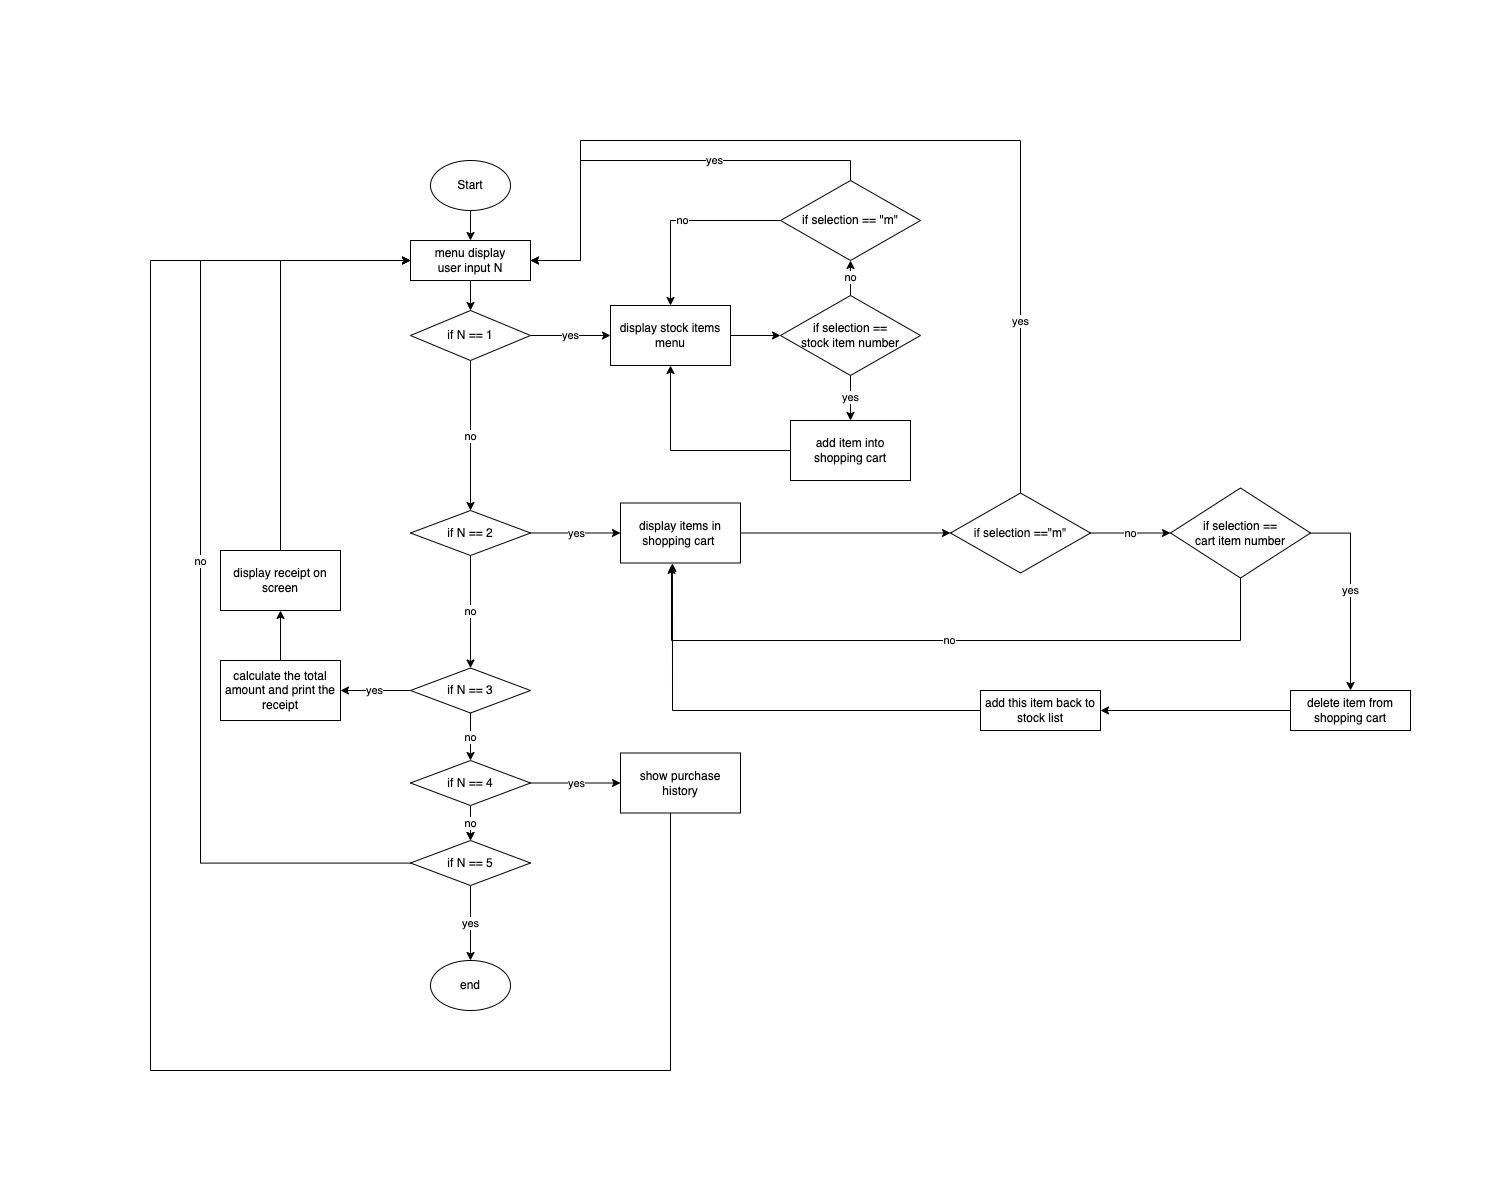 yes
Start
if selection == "m"
no
menu display
user input N
no
if N == 1
yes
display stock items
menu
if selection ==
stock item number
yes
yes
no
add item into
shopping cart
if N == 2
yes
display items in
shopping cart
if selection =="m"
no
if selection ==
cart item number
no
display receipt on
screen
yes
no
no
calculate the total
amount and print the
receipt
yes
if N == 3
add this item back to
stock list
delete item from
shopping cart
no
if N == 4
yes
show purchase
history
no
if N == 5
yes
end